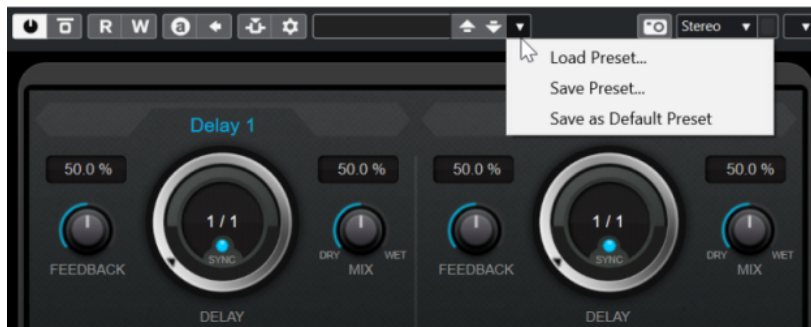 R W a Stereo
Load Preset...
Save Preset...
Save as Default Preset
Delay 1
50.0 % 50.0 % 50.0 % 50.0 %
1 / 1 1 / 1
SYNC SYNC
DRY WET DRY WET
FEEDBACK MIX FEEDBACK MIX
DELAY DELAY